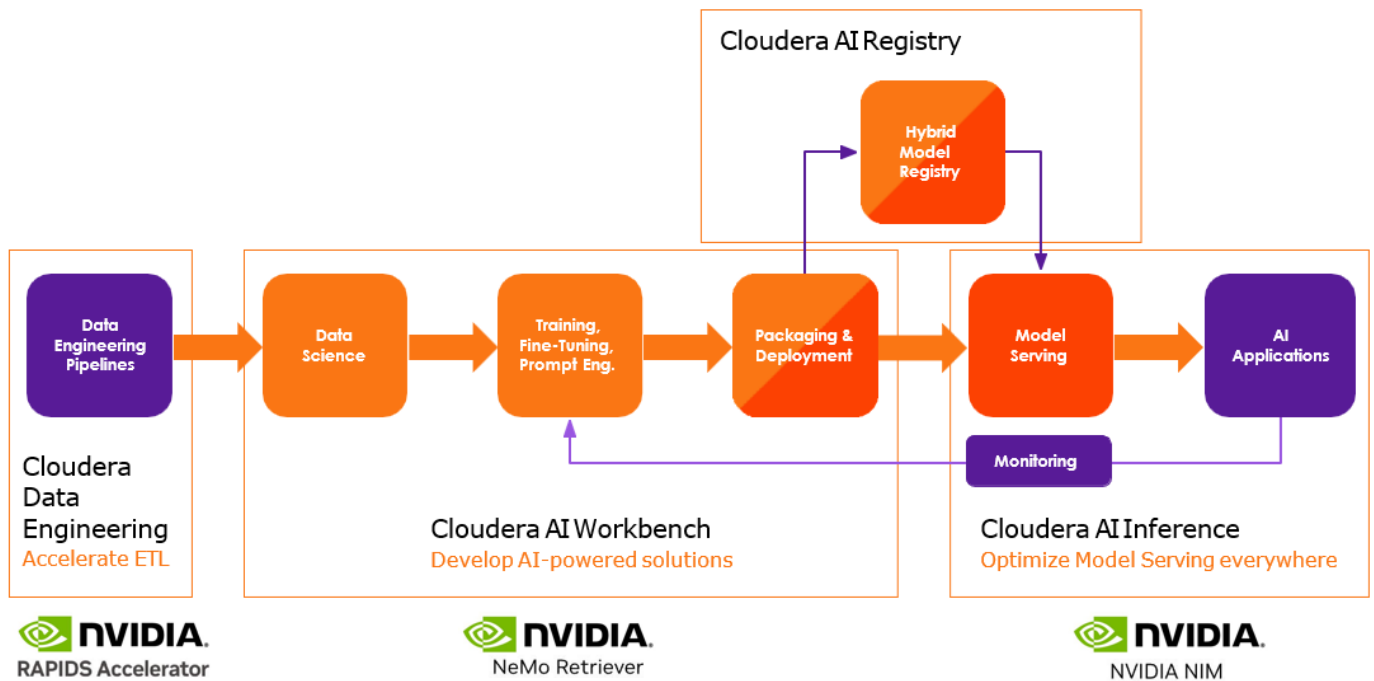 Cloudera AI Registry
Hybrid
Model
Registry
Data
Engineering
Pipelines
Data
Science
Training,
Fine-Tuning,
Prompt Eng.
Packaging &
Deployment
Model
Serving
AI
Applications
Monitoring
Cloudera
Data
Engineering
Accelerate ETL
Cloudera AI Workbench
Develop AI-powered solutions
Cloudera AI Inference
Optimize Model Serving everywhere
NVIDIA.
RAPIDS Accelerator
NVIDIA.
NeMo Retriever
NVIDIA.
NVIDIA NIM